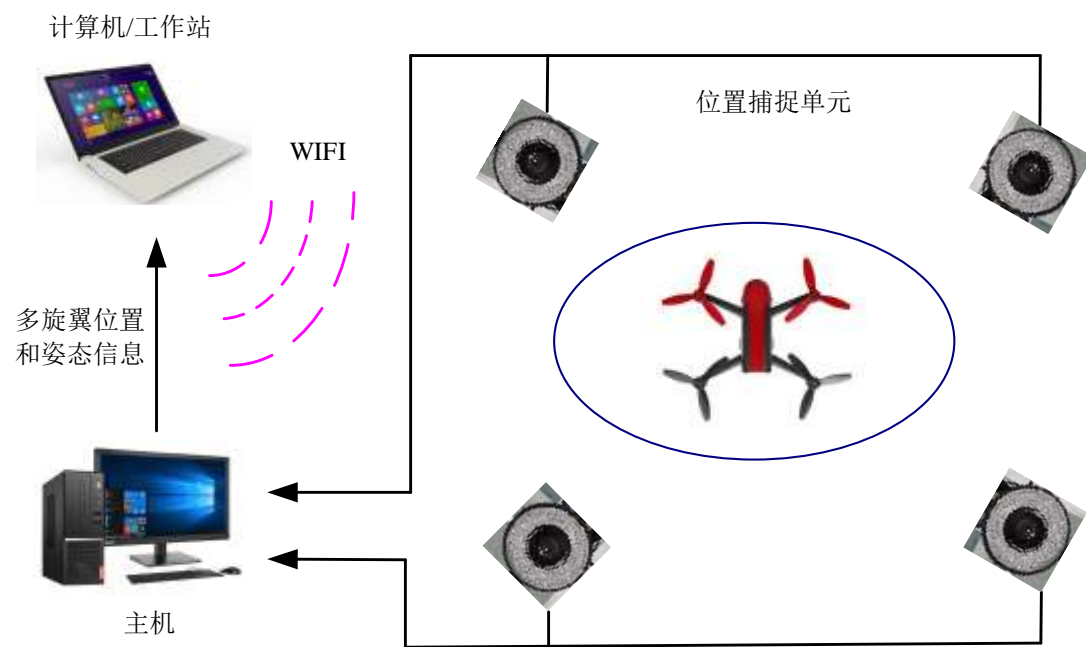 计算机/工作站
位置捕捉单元
WIFI
多旋翼位置
和姿态信息
主机